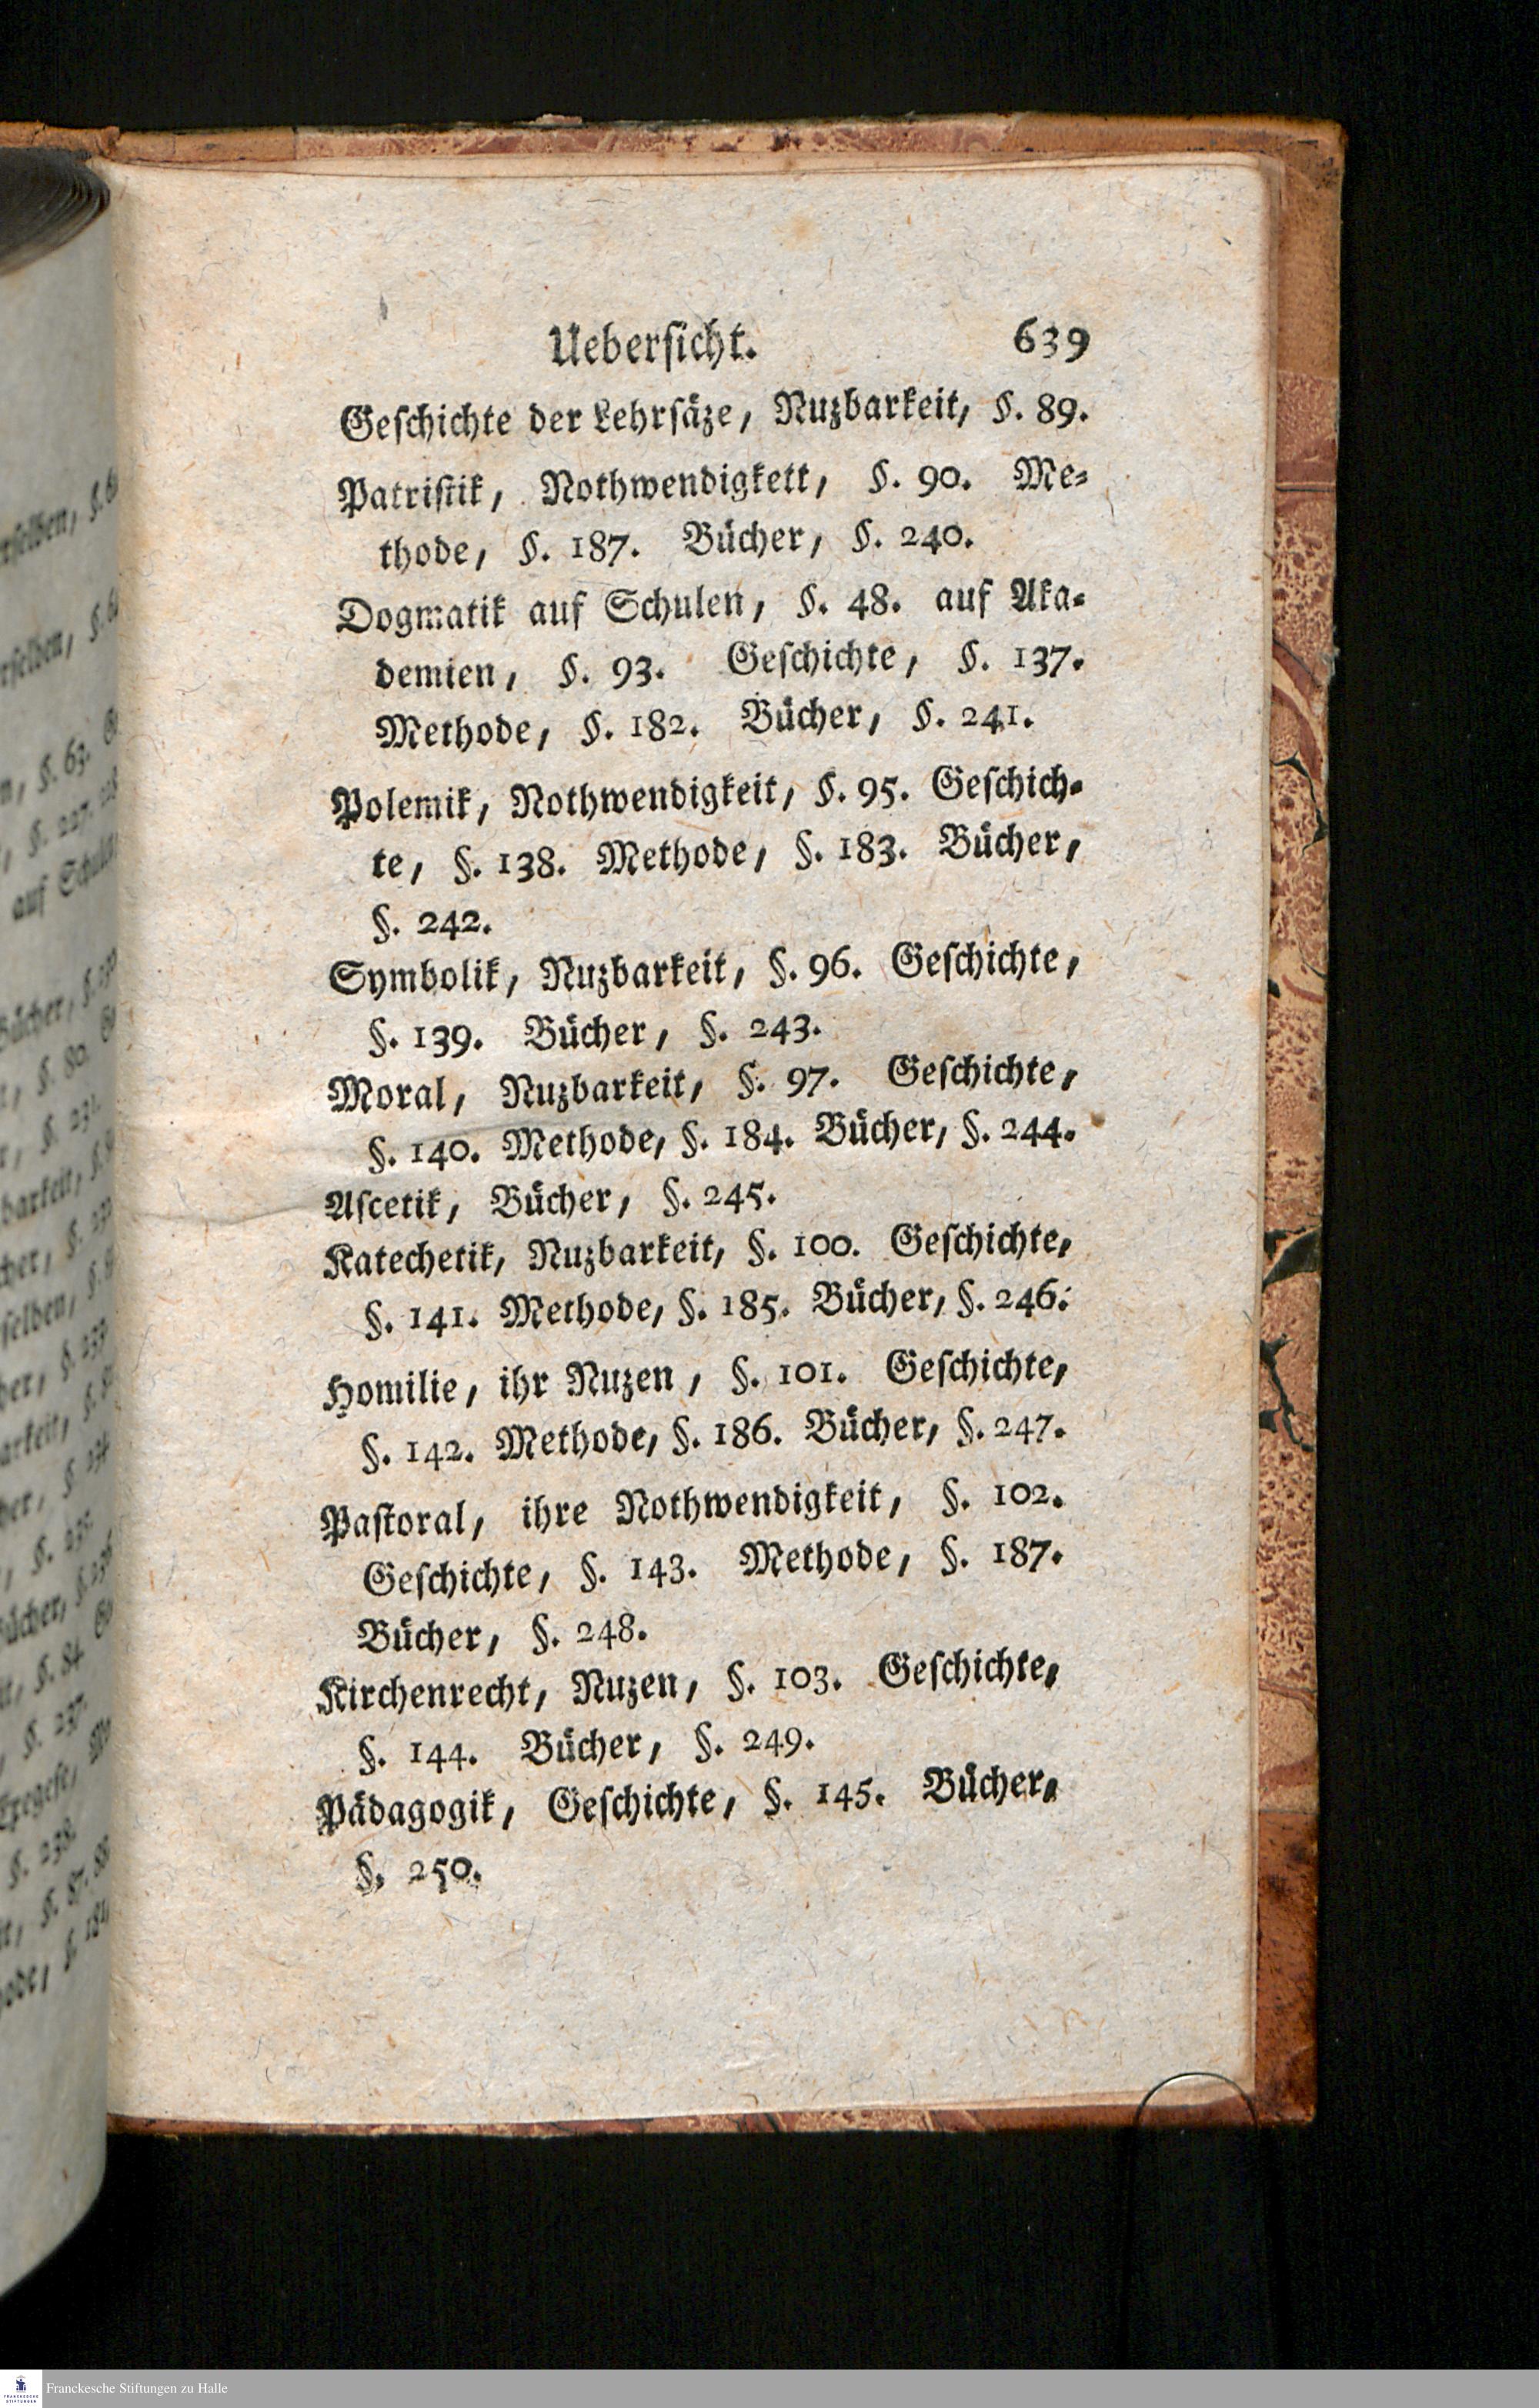 Uebersicht. 639
Geschichte der Lehrsäze, Nuzbarkeit, §. 89.
Patristik, Nothwendigkett, §. 90. Me-
thode, §. 187. Bücher, §. 240.
Dogmatik auf Schulen, §. 48. auf Aka-
demien, §. 93. Geschichte, §. 137.
Methode, §. 182. Bücher, §. 241.
Polemik, Nothwendigkeit, §. 95. Geschich-
te, §. 138. Methode, §. 183. Bücher,
§. 242.
Symbolik, Nuzbarkeit, §. 96. Geschichte,
§. 139. Bücher, §. 243.
Moral, Nuzbarkeit, §. 97. Geschichte,
§. 140. Methode, §. 184. Bücher, §. 244.
Ascetik, Bücher, §. 245.
Katechetik, Nuzbarkeit, §. 100. Geschichte,
§. 141. Methode, §. 185. Bücher, §. 246.
Homilie, ihr Nuzen, §. 101. Geschichte,
§. 142. Methode, §. 186. Bücher, §. 247.
Pastoral, ihre Nothwendigkeit, §. 102.
Geschichte, §. 143. Methode, §. 187.
Bücher, §. 248.
Kirchenrecht, Nuzen, §. 103. Geschichte,
§. 144. Bücher, §. 249.
Pädagogik, Geschichte, §. 145. Bücher,
§. 250.
Franckesche Stiftungen zu Halle